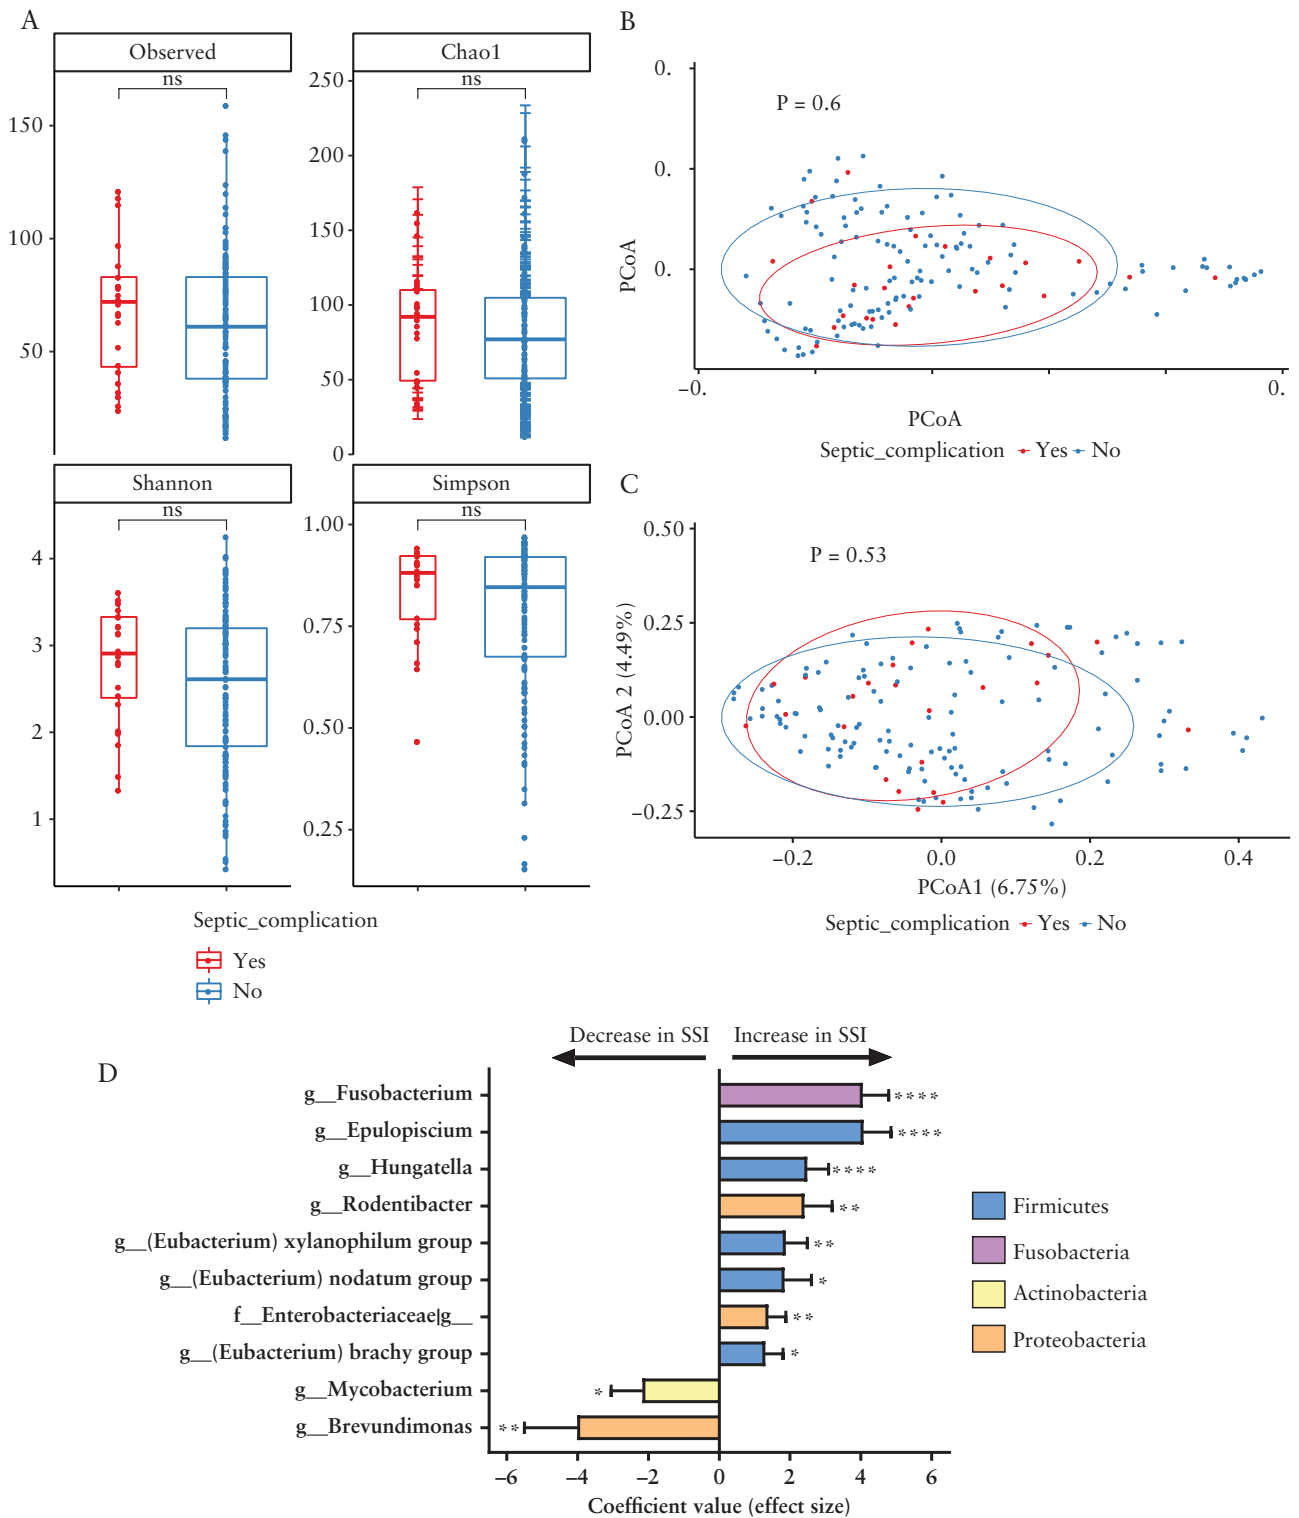 A
Observed
Chao1
ns
ns
150
100
50
250
200
150
100
50
0
Shannon
Simpson
ns
ns
4
3
2
1
1.00
0.75
0.50
0.25
Septic_complication
Yes
No
B
0.
0.
0.
P = 0.6
PCoA
−0.
0.
PCoA
Septic_complication Yes No
C
0.50
0.25
0.00
−0.25
P = 0.53
PCoA 2 (4.49%)
−0.2 0.0 0.2 0.4
PCoA1 (6.75%)
Septic_complication Yes No
D
Decrease in SSI
Increase in SSI
g__Fusobacterium ****
g__Epulopiscium ****
g__Hungatella ****
g__Rodentibacter **
g__(Eubacterium) xylanophilum group **
g__(Eubacterium) nodatum group *
f__Enterobacteriaceae|g__ **
g__(Eubacterium) brachy group *
g__Mycobacterium *
g__Brevundimonas **
−6 −4 −2 0 2 4 6
Coefficient value (effect size)
Firmicutes
Fusobacteria
Actinobacteria
Proteobacteria